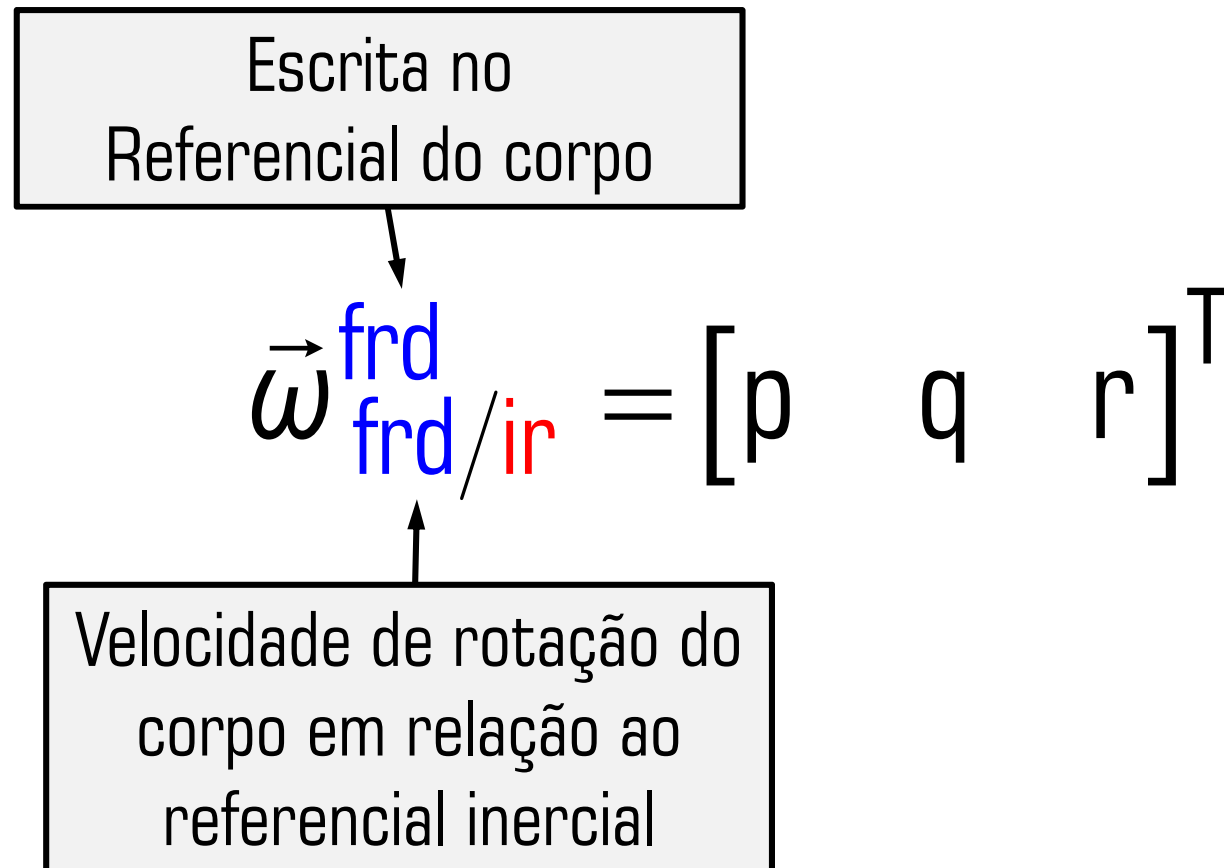 Escrita no
Referencial do corpo
ω⃗ frd frd/ir = [p q r]T
Velocidade de rotação do
corpo em relação ao
referencial inercial